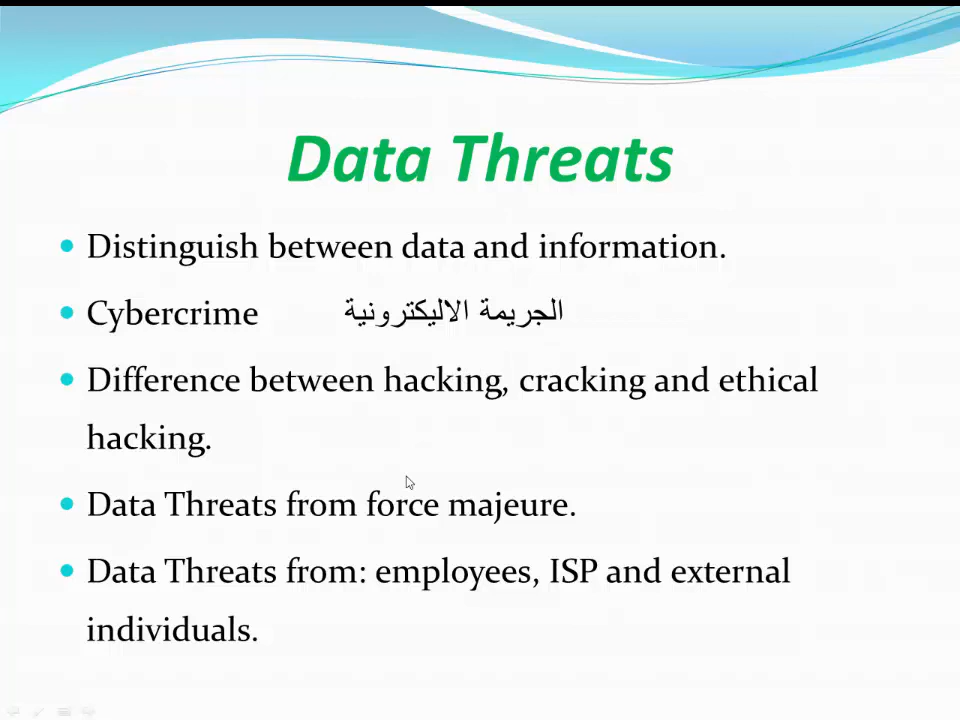 Data Threats
Distinguish between data and information.
Cybercrime الجريمة الاليكترونية
Difference between hacking, cracking and ethical
hacking.
Data Threats from force majeure.
Data Threats from: employees, ISP and external
individuals.